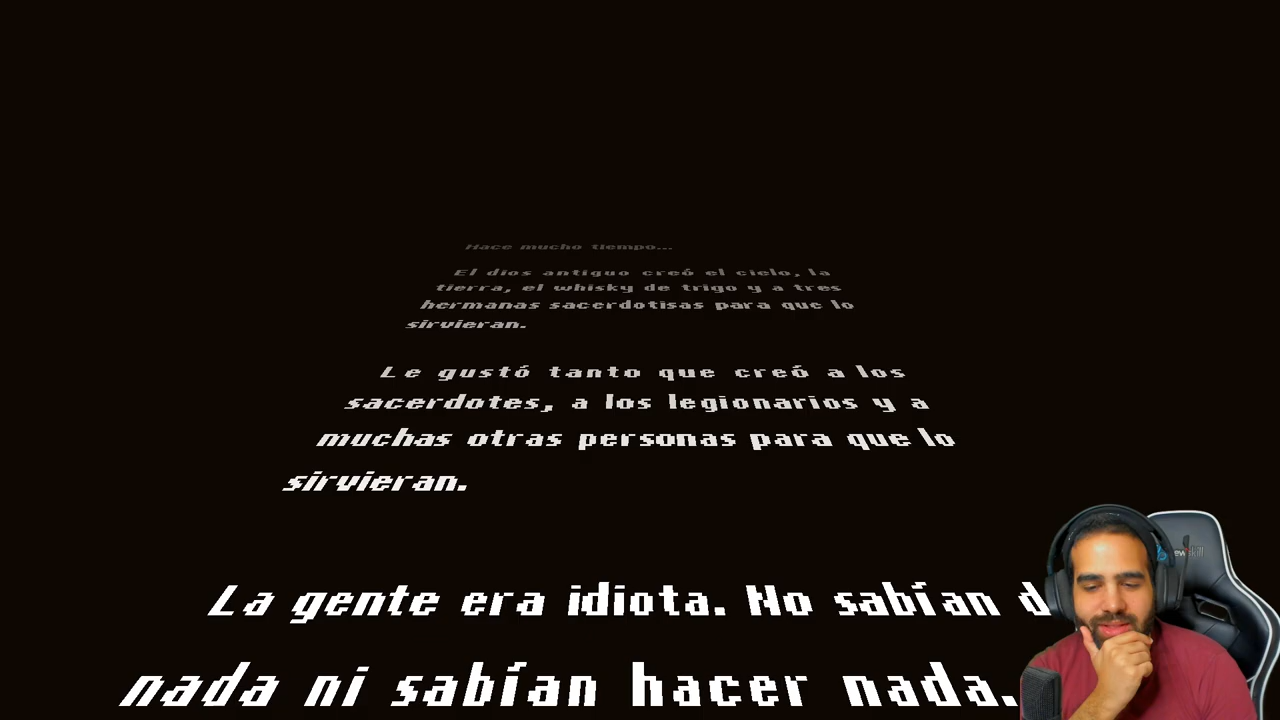 Hace mucho tiempo...
El dios antiguo creó el cielo, la
tierra, el whisky de trigo y a tres
hermanas sacerdotisas para que lo
sirvieran.
Le gustó tanto que creó a los
sacerdotes, a los legionarios y a
muchas otras personas para que lo
sirvieran.
La gente era idiota. No sabían d
nada ni sabían hacer nada.